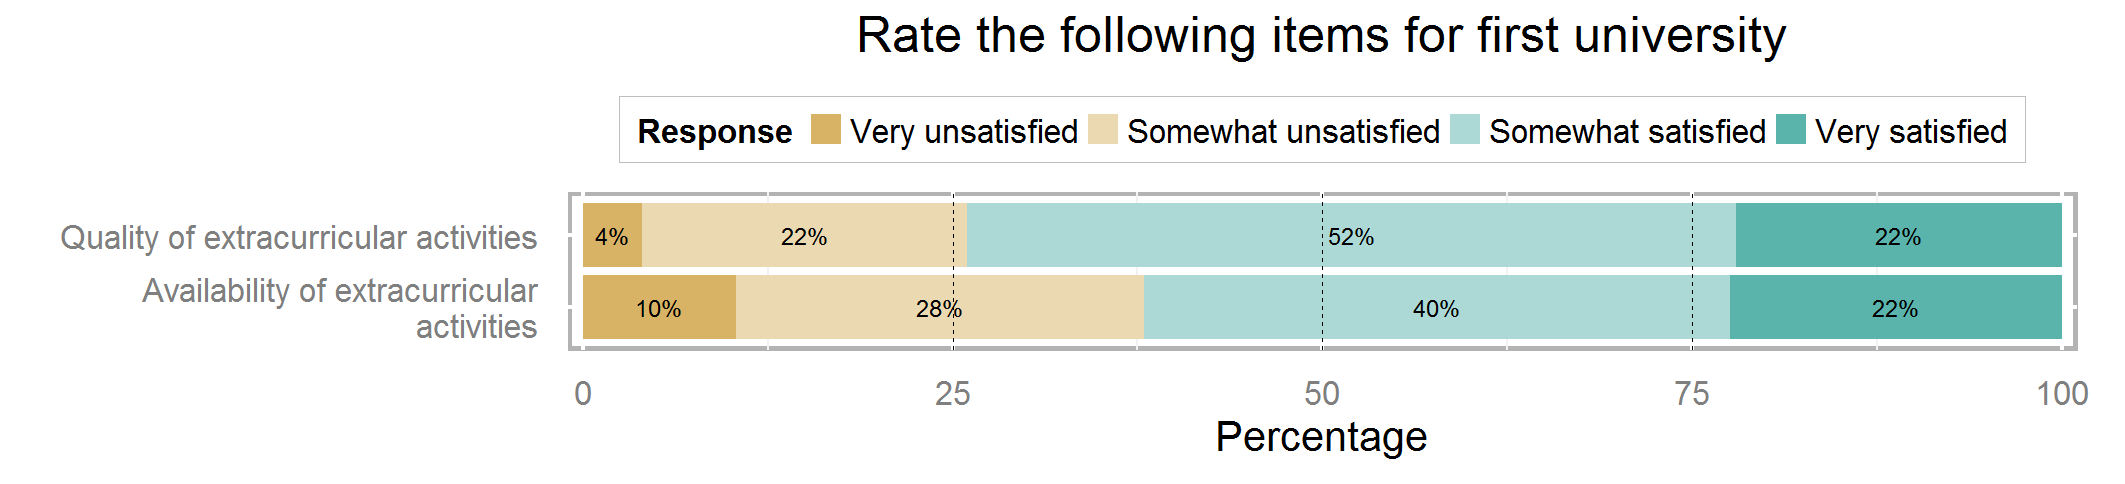 Rate the following items for first university
Response Very unsatisfied Somewhat unsatisfied Somewhat satisfied Very satisfied
Quality of extracurricular activities 4% 22% 52% 22%
Availability of extracurricular
activities
10% 28% 40% 22%
0 25 50 75 100
Percentage